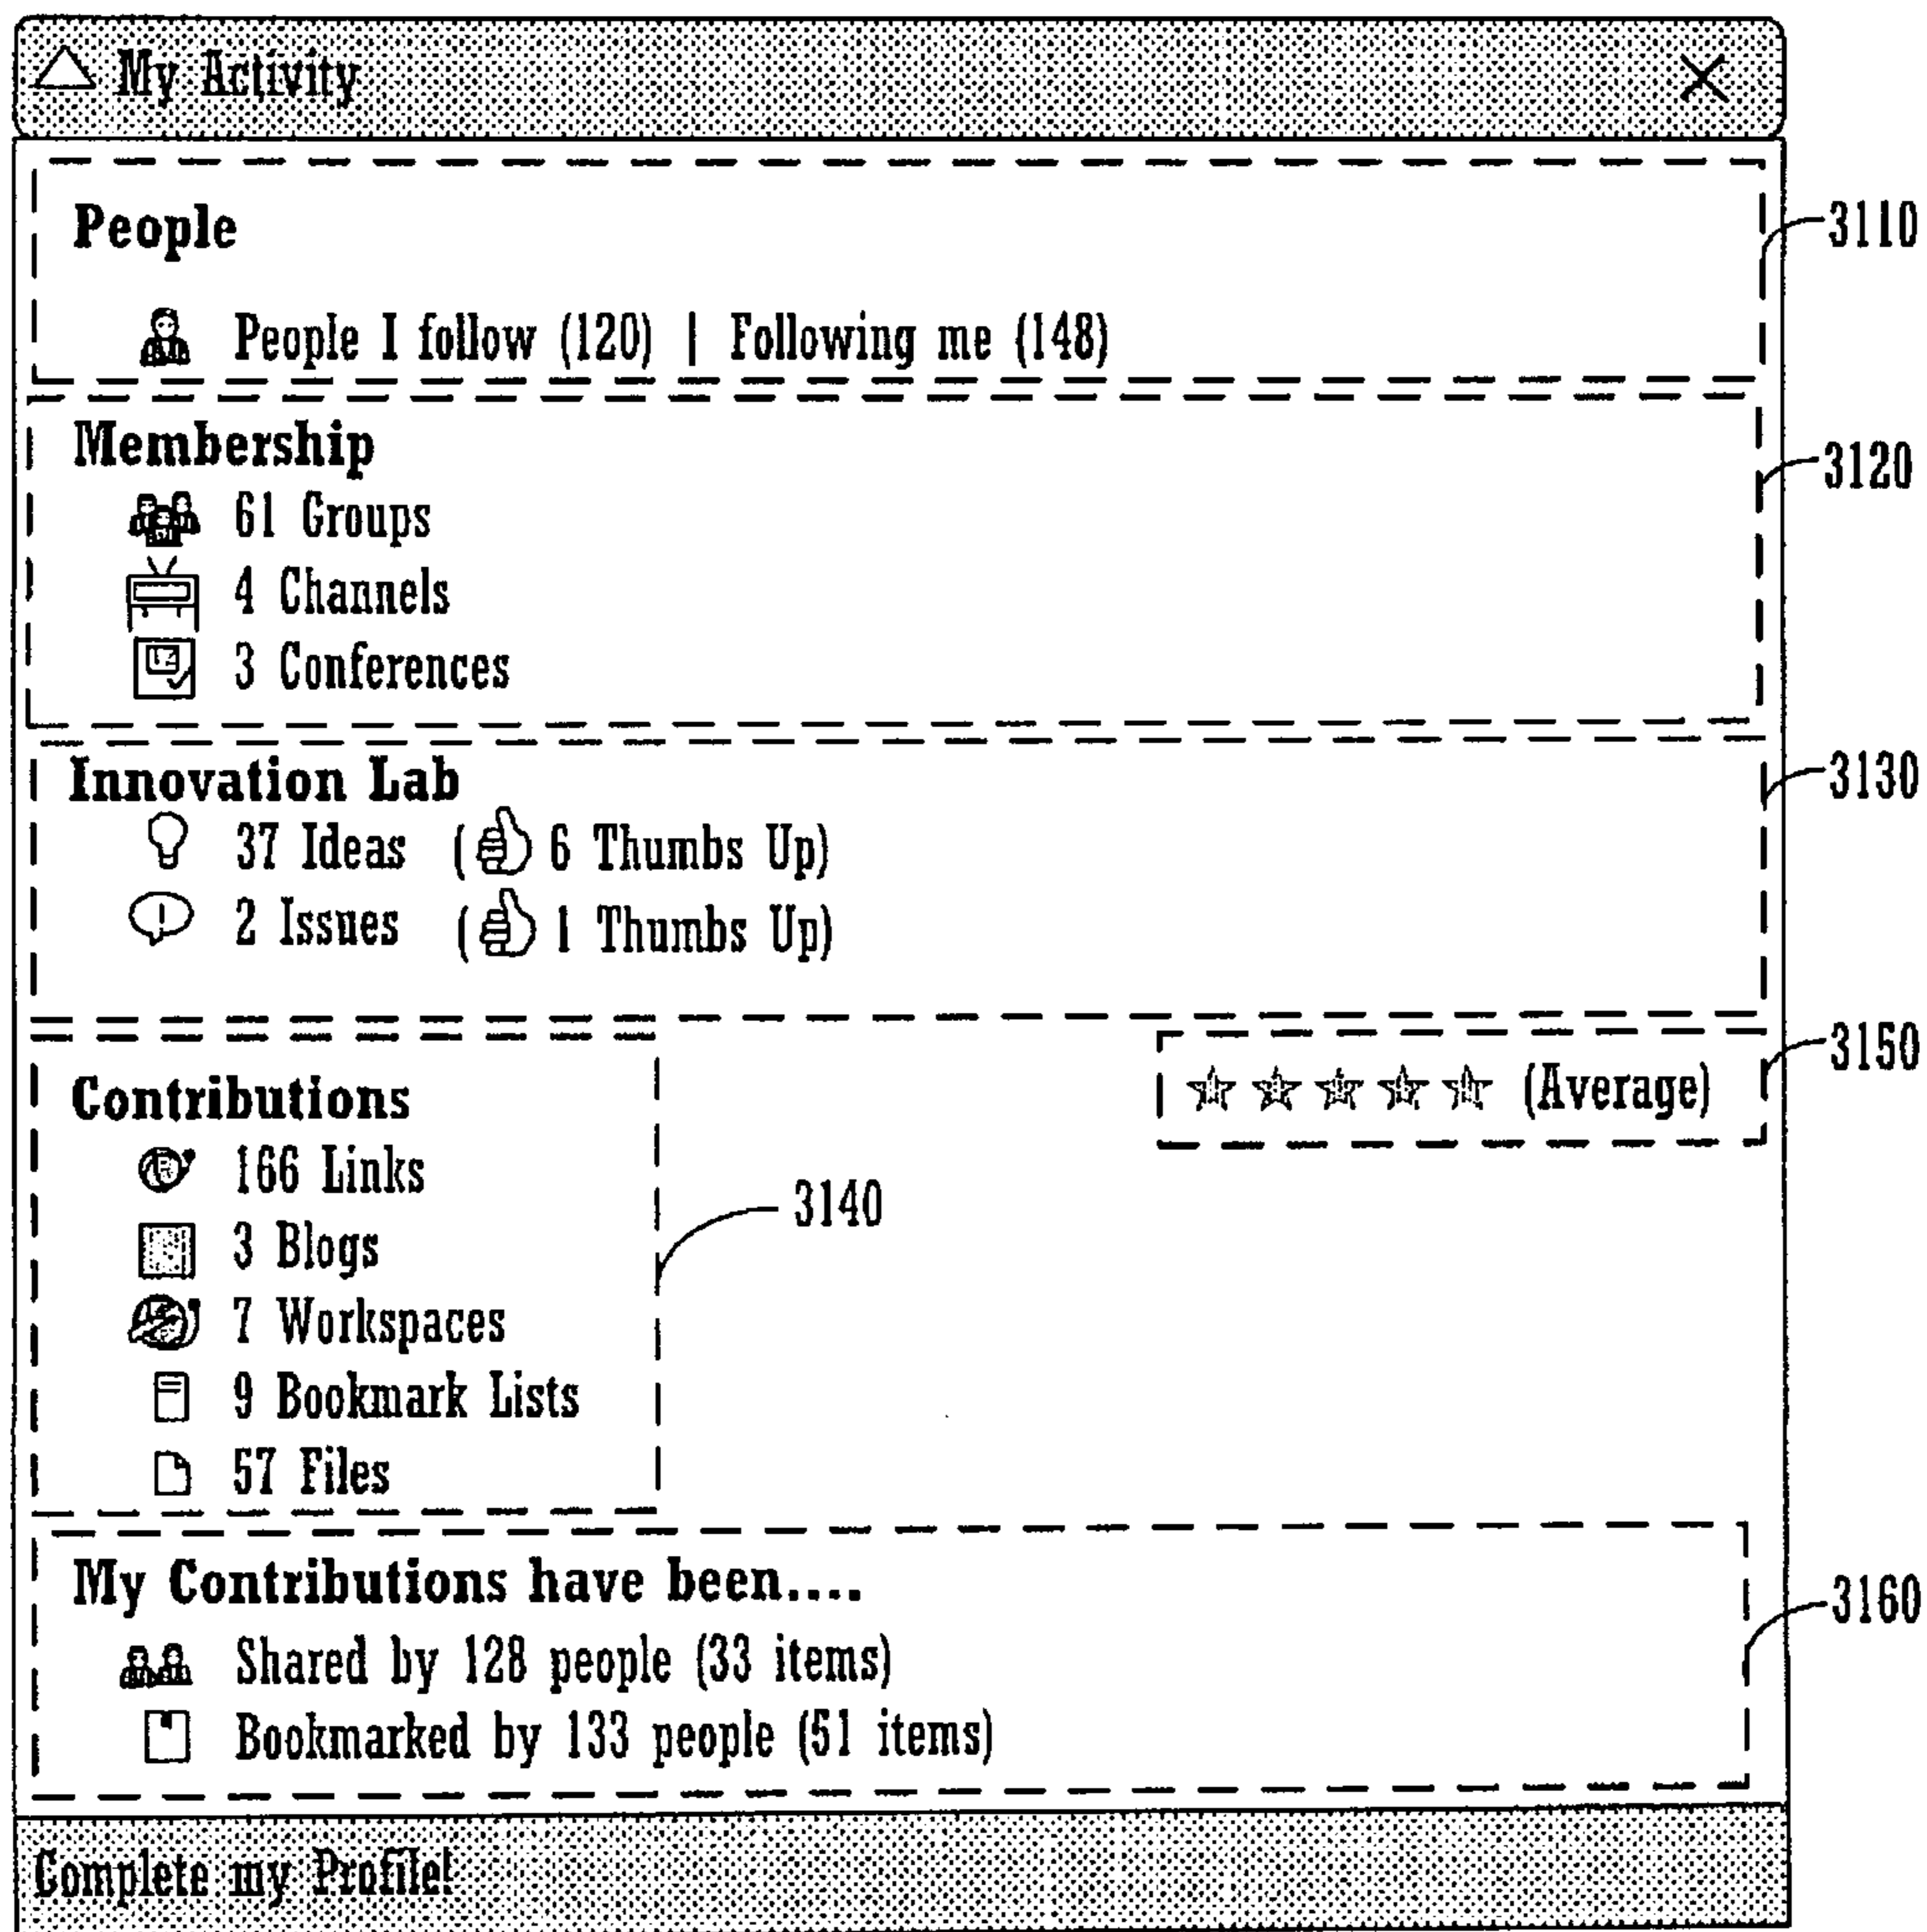 My Activity
People
3110
People I follow (120) | Following me (148)
Membership
3120
61 Groups
4 Channels
3 Conferences
Innovation Lab
3130
37 Ideas (6 Thumbs Up)
2 Issues (1 Thumbs Up)
3150
Contributions
(Average)
166 Links
3140
3 Blogs
7 Workspaces
9 Bookmark Lists
57 Files
My Contributions have been....
3160
Shared by 128 people (33 items)
Bookmarked by 133 people (51 items)
Complete my Profile!